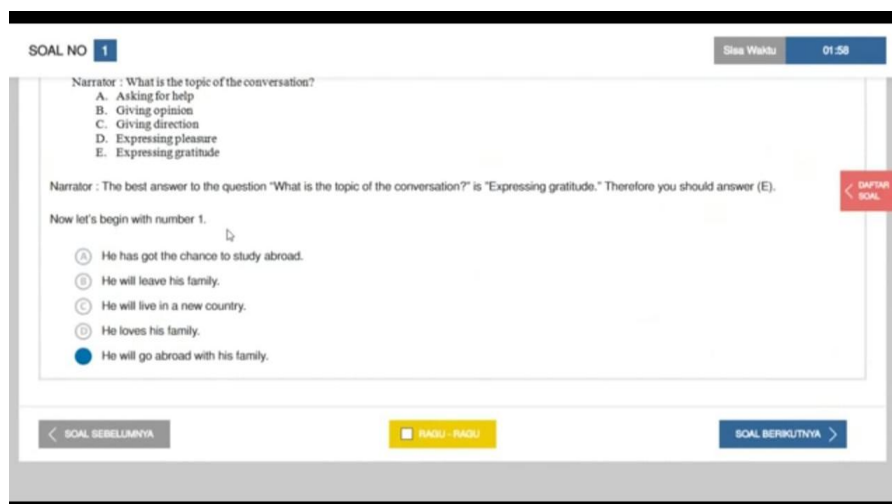 SOAL NO 1
Sisa Waktu 01:58
Narrator : What is the topic of the conversation?
A. Asking for help
B. Giving opinion
C. Giving direction
D. Expressing pleasure
E. Expressing gratitude
Narrator : The best answer to the question "What is the topic of the conversation?" is "Expressing gratitude." Therefore you should answer (E).
DAFTAR
SOAL
Now let's begin with number 1.
A He has got the chance to study abroad.
B He will leave his family.
C He will live in a new country.
D He loves his family.
He will go abroad with his family.
SOAL SEBELUMNYA
RAGU - RAGU
SOAL BERIKUTNYA